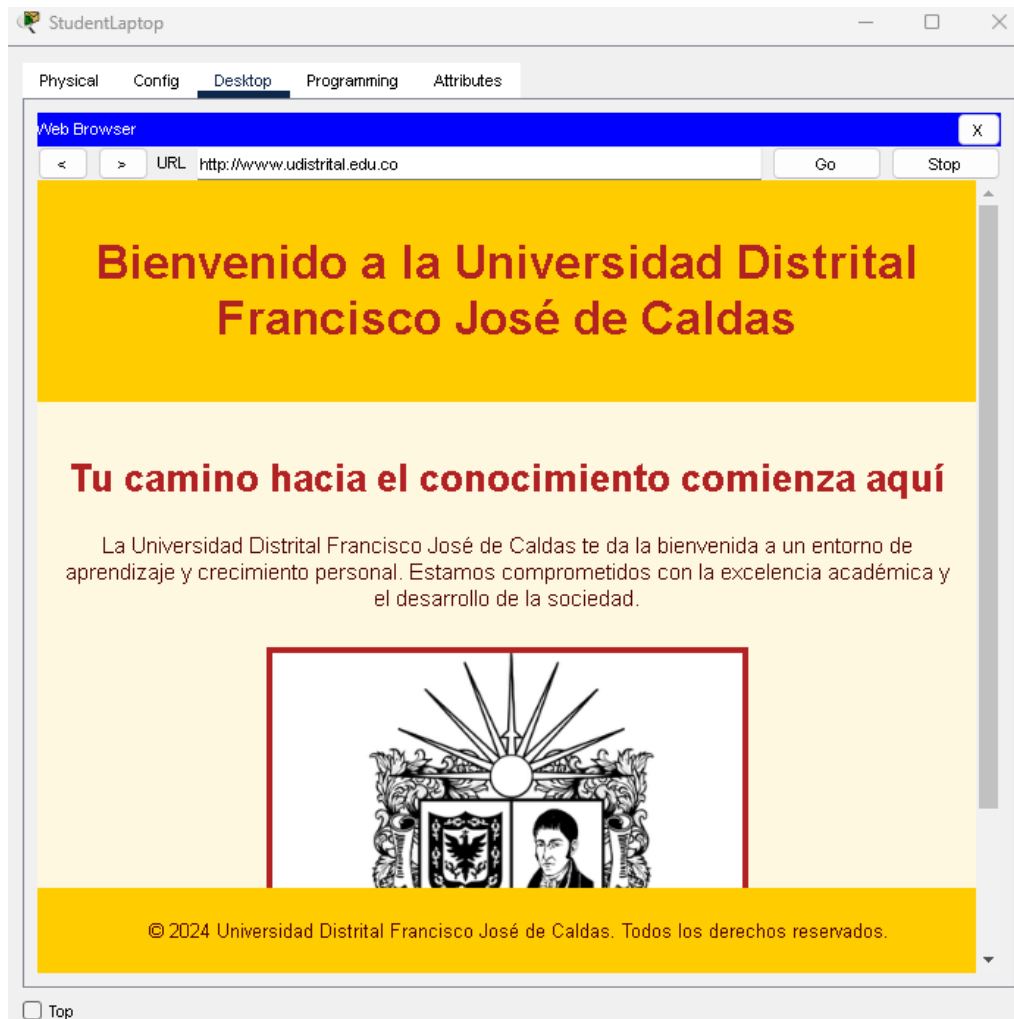 StudentLaptop
Physical Config Desktop Programming Attributes
Web Browser X
< > URL http://www.udistrital.edu.co Go Stop
Bienvenido a la Universidad Distrital
Francisco José de Caldas
Tu camino hacia el conocimiento comienza aquí
La Universidad Distrital Francisco José de Caldas te da la bienvenida a un entorno de
aprendizaje y crecimiento personal. Estamos comprometidos con la excelencia académica y
el desarrollo de la sociedad.
© 2024 Universidad Distrital Francisco José de Caldas. Todos los derechos reservados.
Top